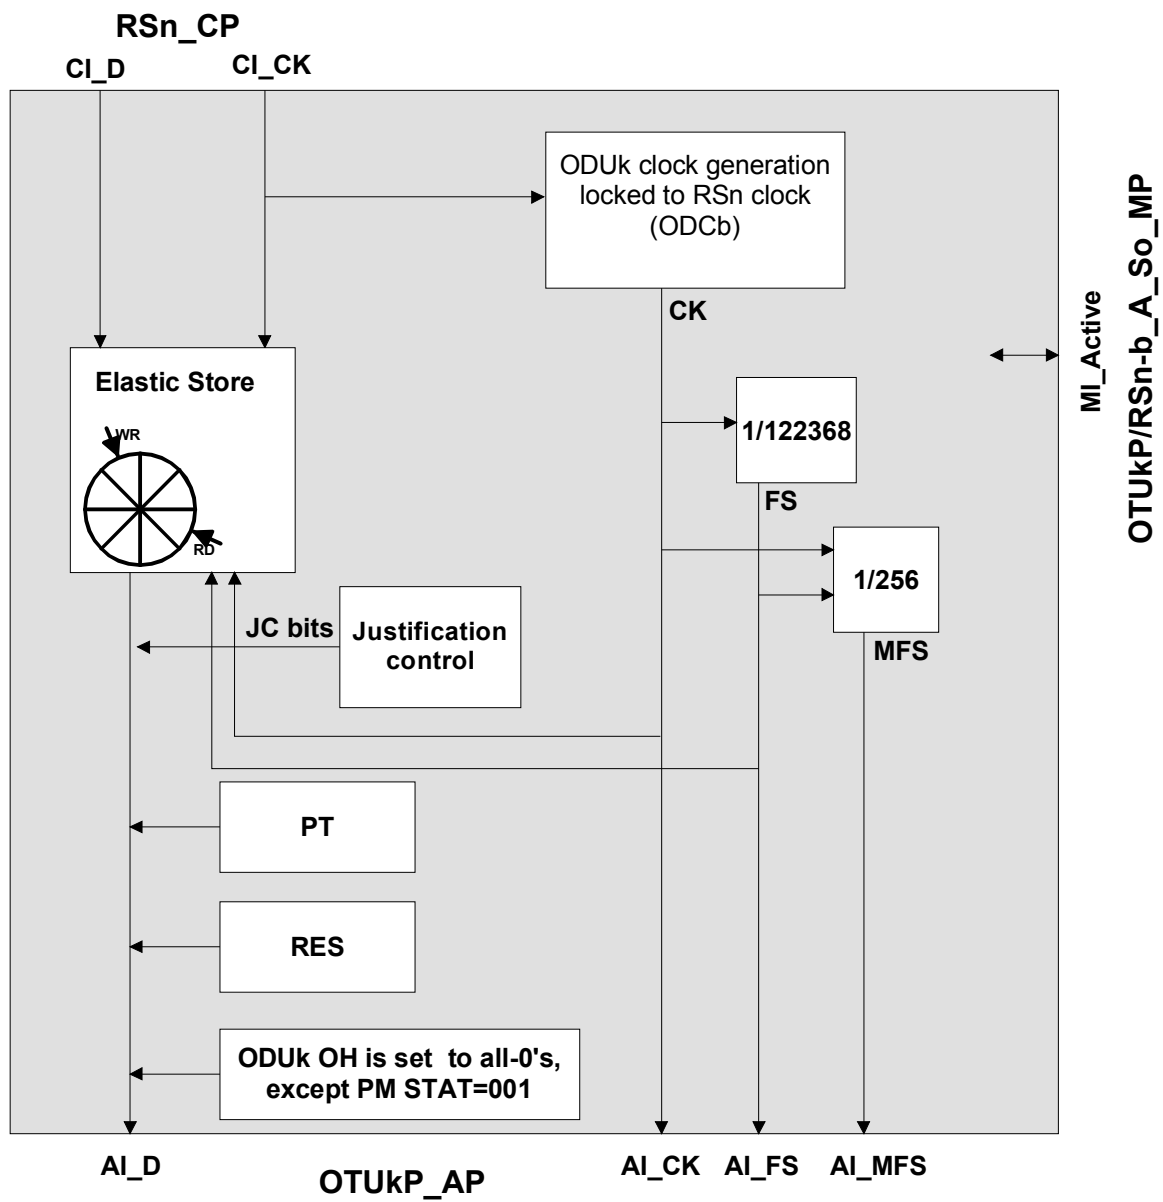 RSn_CP
CI_D
CI_CK
ODUk clock generation
locked to RSn clock
(ODCb)
CK
MI_Active
OTUkP/RSn-b_A_So_MP
Elastic Store
WR
RD
1/122368
FS
1/256
MFS
JC bits
Justification
control
PT
RES
ODUk OH is set to all-0's,
except PM STAT=001
AI_D
OTUkP_AP
AI_CK
AI_FS
AI_MFS